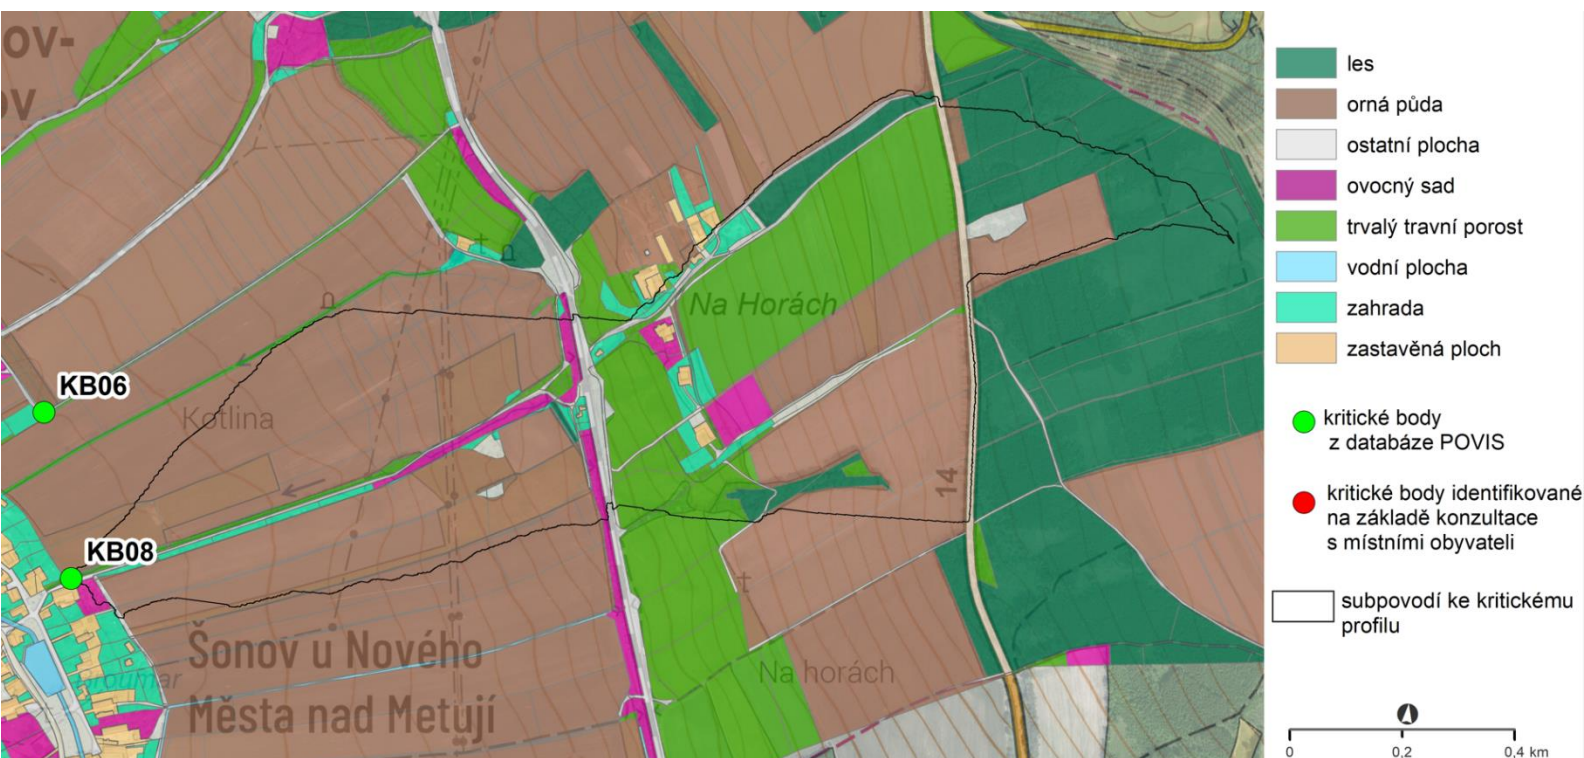 OV-
OV
KB06
Kotlina
KB08
Na Horách
14
Šonov u Nového
Města nad Metují
Na horách
les
orná půda
ostatní plocha
ovocný sad
trvalý travní porost
vodní plocha
zahrada
zastavěná ploch
kritické body
z databáze POVIS
kritické body identifikované
na základě konzultace
s místními obyvateli
subpovodí ke kritickému
profilu
0
0,2
0,4 km